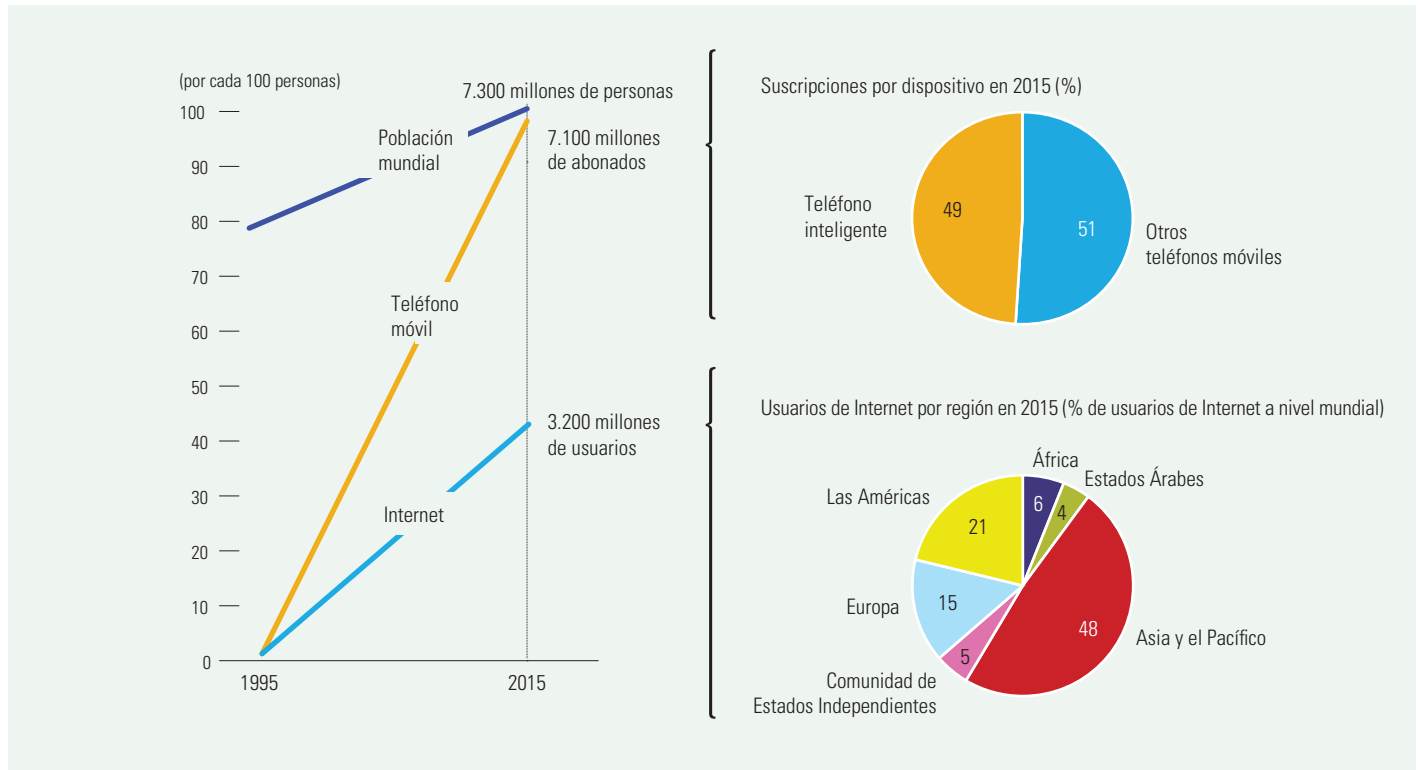 (por cada 100 personas)
100
90
80
70
60
50
40
30
20
10
0
1995
2015
Población
mundial
Teléfono
móvil
Internet
7.300 millones de personas
7.100 millones
de abonados
3.200 millones
de usuarios
Suscripciones por dispositivo en 2015 (%)
Teléfono
inteligente
49
51
Otros
teléfonos móviles
Usuarios de Internet por región en 2015 (% de usuarios de Internet a nivel mundial)
África
Estados Árabes
Las Américas
6
4
21
Europa
15
48
Asia y el Pacífico
5
Comunidad de
Estados Independientes